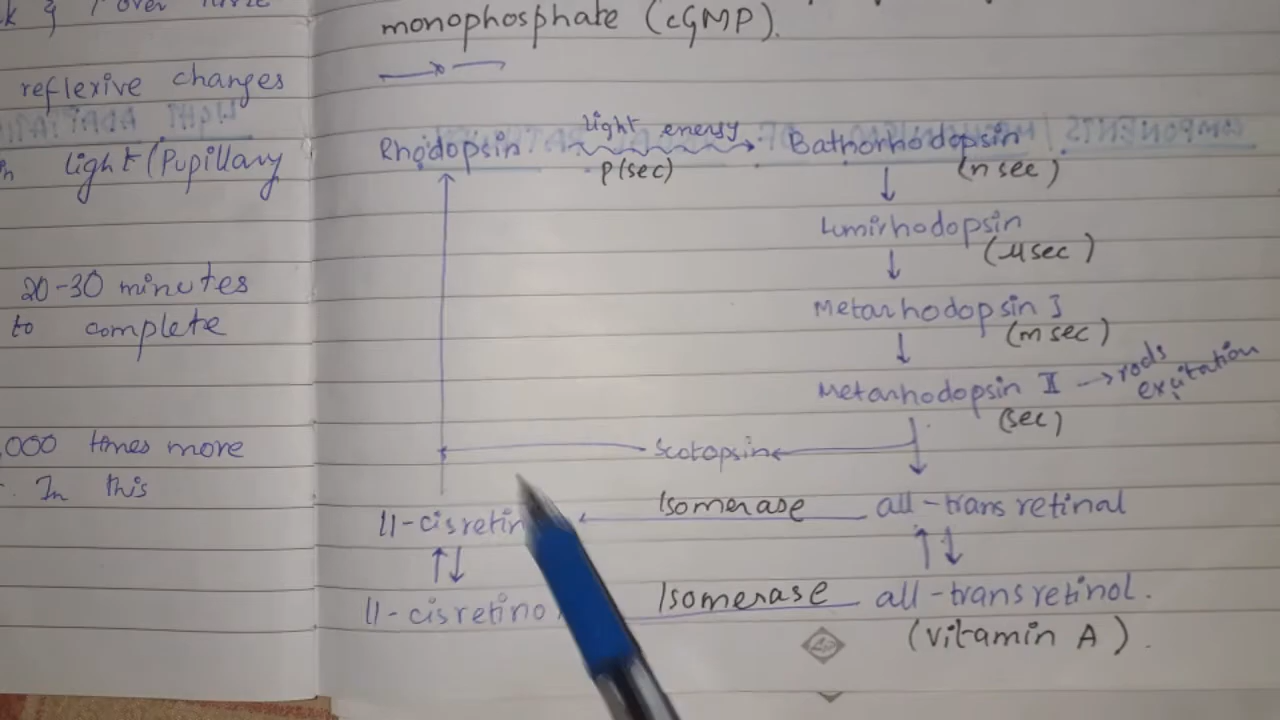 k & over
reflexive changes
in light (Pupillary
20-30 minutes
to complete
000 times more
In this
monophosphate (cGMP).
Rhodopsin light energy Bathorhodopsin
P(sec) (n sec)
Lumirhodopsin
(μsec)
Metarhodopsin I
(m sec)
Metarhodopsin II → rods excitation
(sec)
Scotopsin
11-cisretin Isomerase all-trans retinal
11-cisretino Isomerase all-trans retinol.
(Vitamin A).